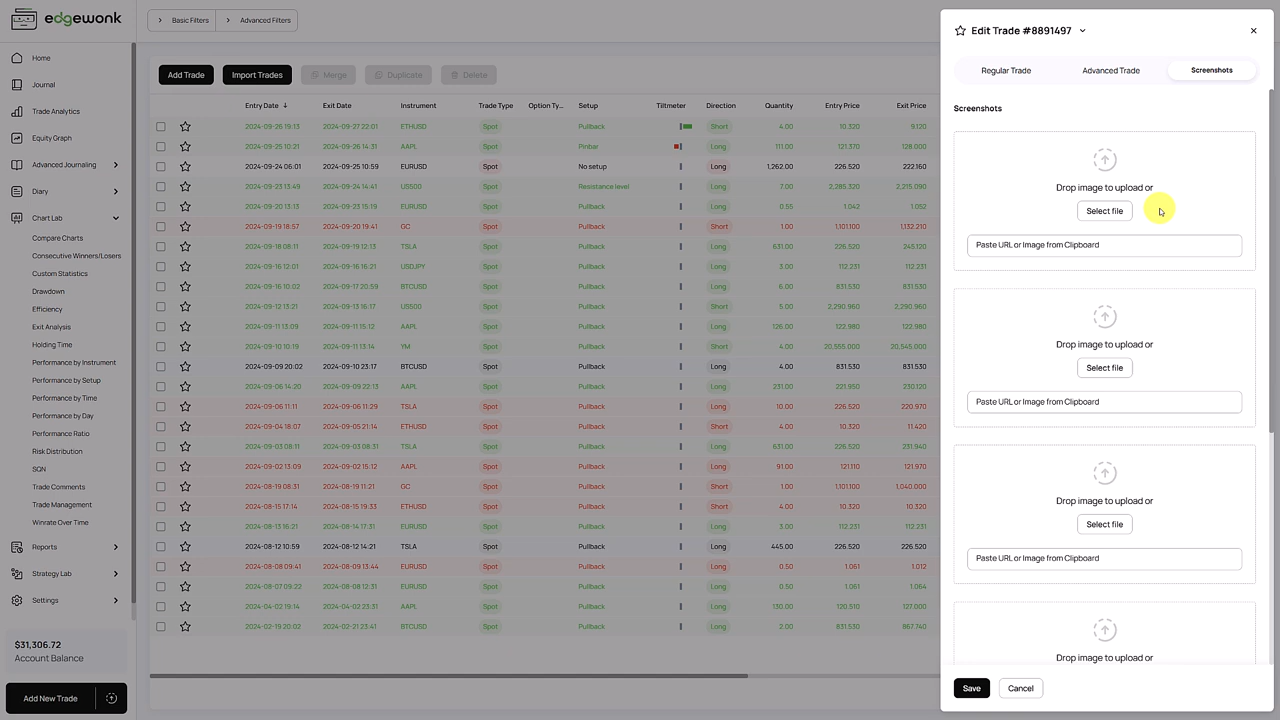 edgewonk
Basic Filters
Advanced Filters
Home
Journal
Trade Analytics
Equity Graph
Advanced Journaling
Diary
Chart Lab
Compare Charts
Consecutive Winners/Losers
Custom Statistics
Drawdown
Efficiency
Exit Analysis
Holding Time
Performance by Instrument
Performance by Setup
Performance by Time
Performance by Day
Performance Ratio
Risk Distribution
SQN
Trade Comments
Trade Management
Winrate Over Time
Reports
Strategy Lab
Settings
$31,306.72
Account Balance
Add New Trade
Add Trade Import Trades Merge Duplicate Delete
Entry Date Exit Date Instrument Trade Type Option Ty... Setup Tiltmeter Direction Quantity Entry Price Exit Price
2024-09-26 19:13 2024-09-27 22:01 ETHUSD Spot Pullback Short 4.00 10.320 9.120
2024-09-25 10:21 2024-09-26 14:31 AAPL Spot Pinbar Long 111.00 121.370 128.000
2024-09-24 06:01 2024-09-25 10:59 EURUSD Spot No setup Long 1,262.00 226.520 222.160
2024-09-23 13:49 2024-09-24 14:41 US500 Spot Resistance level Long 7.00 2,285.320 2,215.090
2024-09-20 13:13 2024-09-23 15:19 EURUSD Spot Pullback Long 0.55 1.042 1.052
2024-09-19 18:57 2024-09-20 19:41 GC Spot Pullback Short 1.00 1,101.100 1,132.210
2024-09-18 08:11 2024-09-19 12:13 TSLA Spot Pullback Long 631.00 226.520 245.120
2024-09-16 12:01 2024-09-16 16:21 USDJPY Spot Pullback Long 3.00 112.231 112.231
2024-09-16 10:02 2024-09-17 20:59 BTCUSD Spot Pullback Long 6.00 831.530 831.530
2024-09-12 13:21 2024-09-13 16:17 US500 Spot Pullback Short 5.00 2,290.960 2,290.960
2024-09-11 13:09 2024-09-11 15:12 AAPL Spot Pullback Long 126.00 122.980 122.980
2024-09-10 10:19 2024-09-11 13:14 YM Spot Pullback Short 4.00 20,555.000 20,545.000
2024-09-09 20:02 2024-09-10 23:17 BTCUSD Spot Pullback Long 4.00 831.530 831.530
2024-09-06 14:20 2024-09-09 22:13 AAPL Spot Pullback Long 231.00 221.950 230.120
2024-09-06 11:11 2024-09-06 11:29 TSLA Spot Pullback Long 10.00 226.520 220.970
2024-09-04 18:07 2024-09-05 21:14 ETHUSD Spot Pullback Short 4.00 10.320 11.420
2024-09-03 08:11 2024-09-03 08:31 TSLA Spot Pullback Long 631.00 226.520 231.940
2024-09-02 13:09 2024-09-02 15:12 AAPL Spot Pullback Short 91.00 121.110 121.970
2024-08-19 08:31 2024-08-19 11:21 GC Spot Pullback Long 1.00 1,101.100 1,040.000
2024-08-15 17:14 2024-08-15 19:33 ETHUSD Spot Pullback Short 4.00 10.320 10.320
2024-08-13 16:21 2024-08-14 17:31 EURUSD Spot Pullback Long 3.00 112.231 112.231
2024-08-12 10:59 2024-08-12 14:21 TSLA Spot Pullback Long 445.00 226.520 226.520
EURUSD Spot Pullback Long 0.50 1.061 1.012
2024-08-07 09:22 2024-08-08 12:31 EURUSD Spot Pullback Long 0.50 1.061 1.064
2024-04-02 19:14 2024-04-02 23:31 AAPL Spot Pullback Long 130.00 120.510 127.000
2024-02-19 20:02 2024-02-21 23:41 BTCUSD Spot Pullback Long 2.00 831.530 867.740
Edit Trade #8891497
Regular Trade Advanced Trade Screenshots
Screenshots
Drop image to upload or
Select file
Paste URL or Image from Clipboard
Drop image to upload or
Select file
Paste URL or Image from Clipboard
Drop image to upload or
Select file
Paste URL or Image from Clipboard
Drop image to upload or
Save Cancel